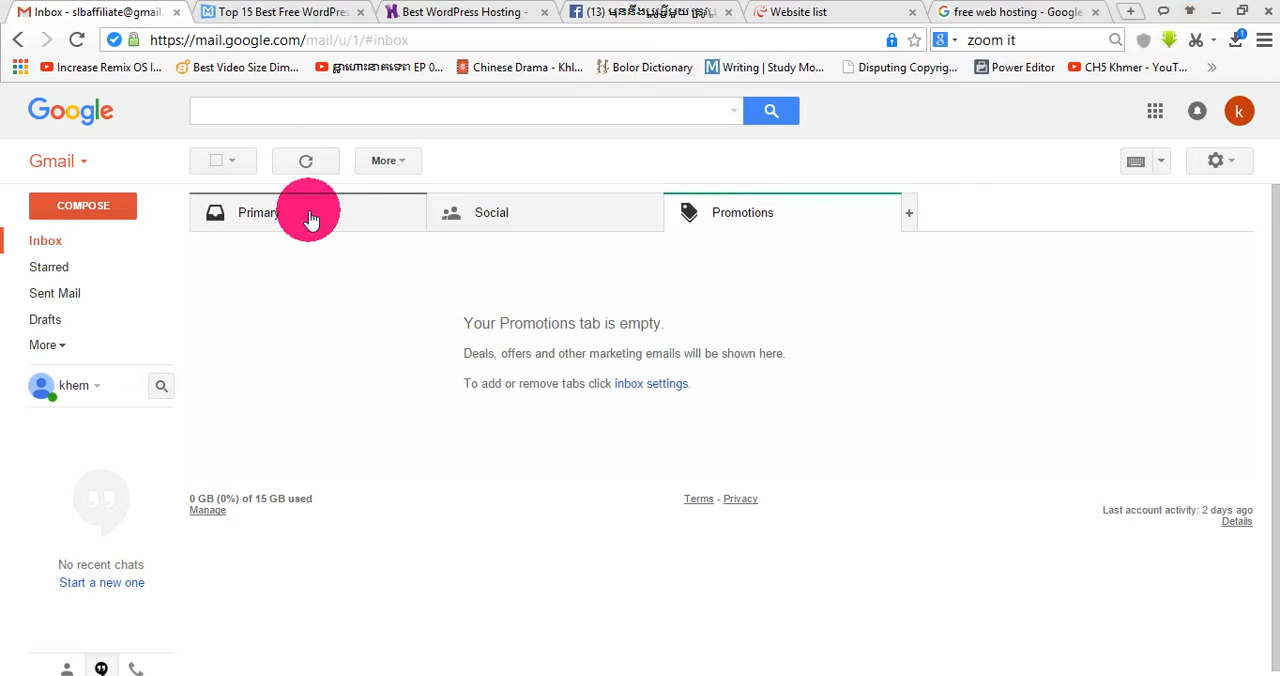 Inbox - slbaffiliate@gmail.
Top 15 Best Free WordPres
Best WordPress Hosting -
Website list
free web hosting - Google
https://mail.google.com/mail/u/1/#inbox
zoom it
1
Increase Remix OS I...
Best Video Size Dim...
Chinese Drama - Khl...
Bolor Dictionary
Writing | Study Mo...
Disputing Copyrig...
Power Editor
CH5 Khmer - YouT...
Google
k
Gmail
More
COMPOSE
Primary
Social
Promotions
Inbox
Starred
Sent Mail
Drafts
More
khem
Your Promotions tab is empty.
Deals, offers and other marketing emails will be shown here.
To add or remove tabs click inbox settings.
0 GB (0%) of 15 GB used
Manage
Terms - Privacy
Last account activity: 2 days ago
Details
No recent chats
Start a new one